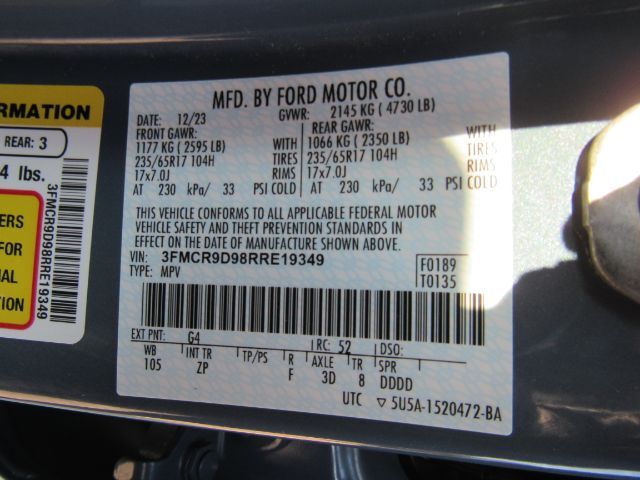 ORMATION
REAR: 3
4 lbs.
ERS
FOR
NAL
ATION
3FMCR9D98RRE19349
MFD. BY FORD MOTOR CO.
DATE: 12/23 GVWR: 2145 KG ( 4730 LB)
FRONT GAWR: REAR GAWR:
1177 KG ( 2595 LB) WITH 1066 KG ( 2350 LB) WITH
235/65R17 104H TIRES 235/65R17 104H TIRES
17x7.0J RIMS 17x7.0J RIMS
AT 230 kPa/ 33 PSI COLD AT 230 kPa/ 33 PSI COLD
THIS VEHICLE CONFORMS TO ALL APPLICABLE FEDERAL MOTOR
VEHICLE SAFETY AND THEFT PREVENTION STANDARDS IN
EFFECT ON THE DATE OF MANUFACTURE SHOWN ABOVE.
VIN: 3FMCR9D98RRE19349 F0189
TYPE: MPV T0135
EXT PNT: G4 RC: 52 DSO:
WB INT TR TP/PS R AXLE TR SPR
105 ZP F 3D 8 DDDD
UTC ▽ 5U5A-1520472-BA